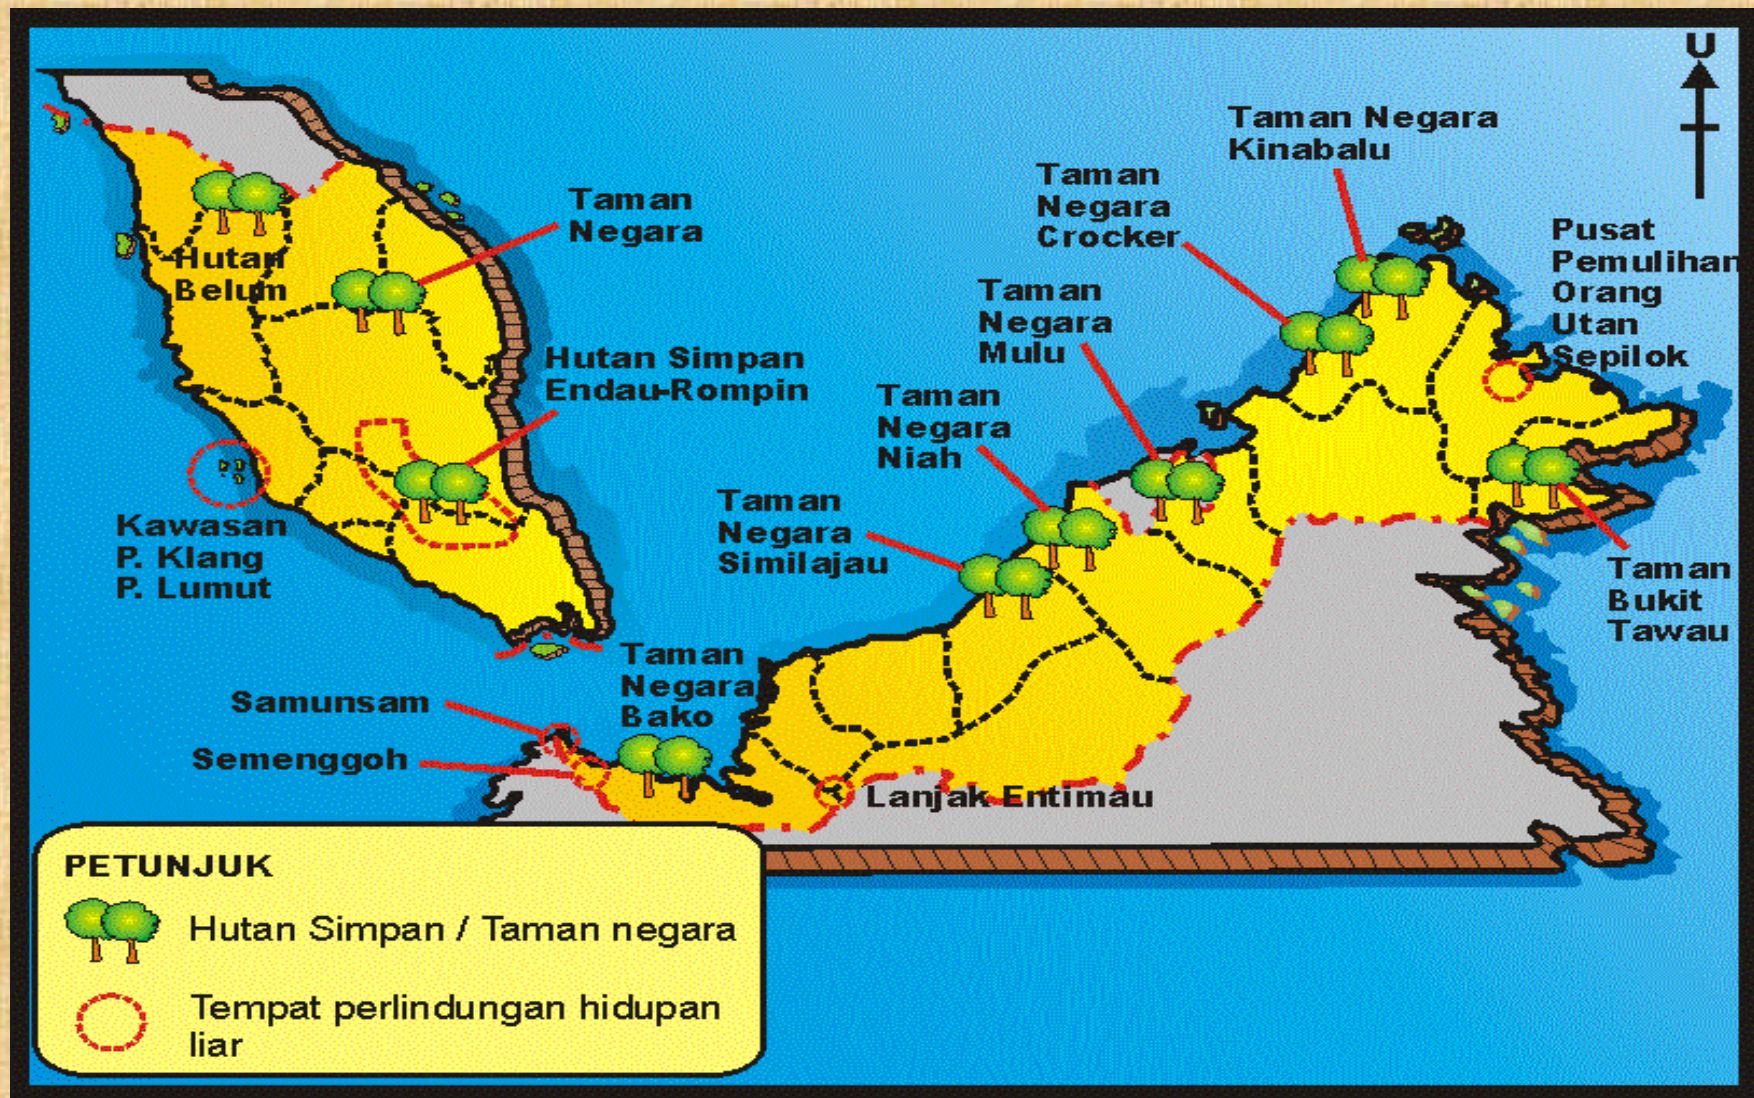 U
Taman Negara
Kinabalu
Taman
Negara
Crocker
Pusat
Pemulihan
Orang
Utan
Sepilok
Taman
Negara
Hutan
Belum
Taman
Negara
Mulu
Hutan Simpan
Endau-Rompin
Taman
Negara
Niah
Taman
Negara
Similajau
Kawasan
P. Klang
P. Lumut
Taman
Bukit
Tawau
Taman
Negara
Bako
Samunsam
Semenggoh
Lanjak Entimau
PETUNJUK
Hutan Simpan / Taman negara
Tempat perlindungan hidupan
liar